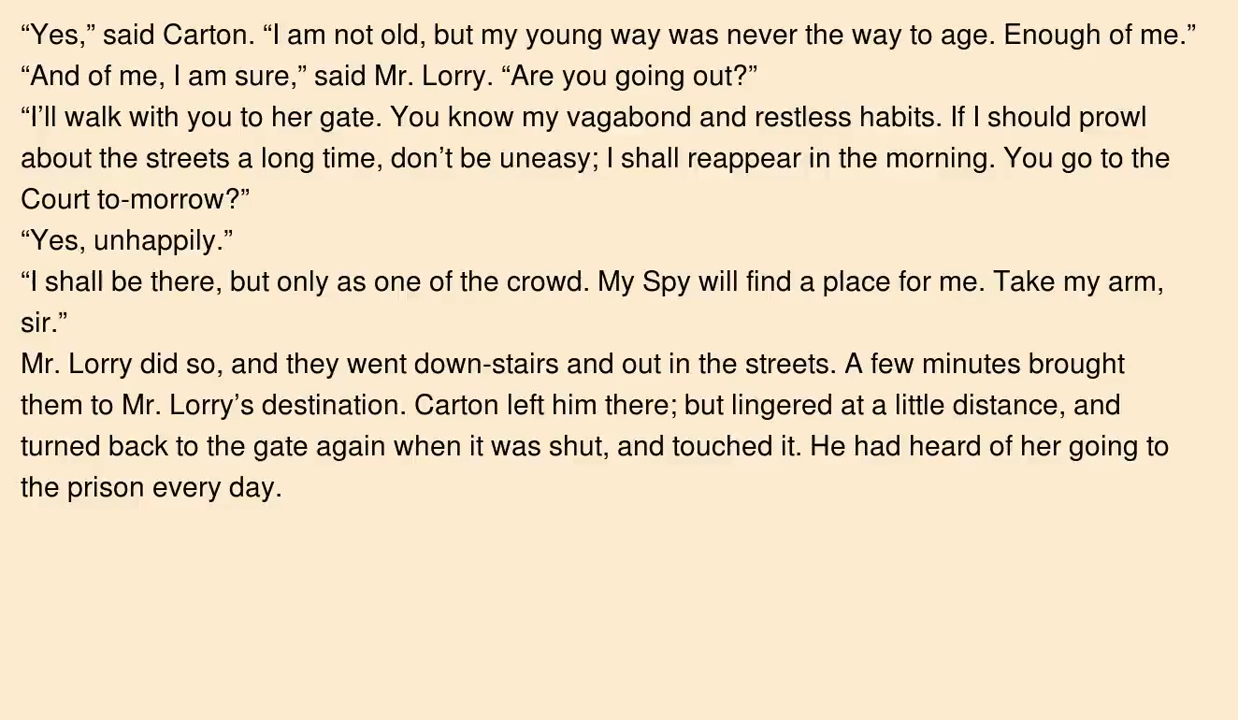 “Yes,” said Carton. “I am not old, but my young way was never the way to age. Enough of me.”
“And of me, I am sure,” said Mr. Lorry. “Are you going out?”
“I’ll walk with you to her gate. You know my vagabond and restless habits. If I should prowl
about the streets a long time, don’t be uneasy; I shall reappear in the morning. You go to the
Court to-morrow?”
“Yes, unhappily.”
“I shall be there, but only as one of the crowd. My Spy will find a place for me. Take my arm,
sir.”
Mr. Lorry did so, and they went down-stairs and out in the streets. A few minutes brought
them to Mr. Lorry’s destination. Carton left him there; but lingered at a little distance, and
turned back to the gate again when it was shut, and touched it. He had heard of her going to
the prison every day.